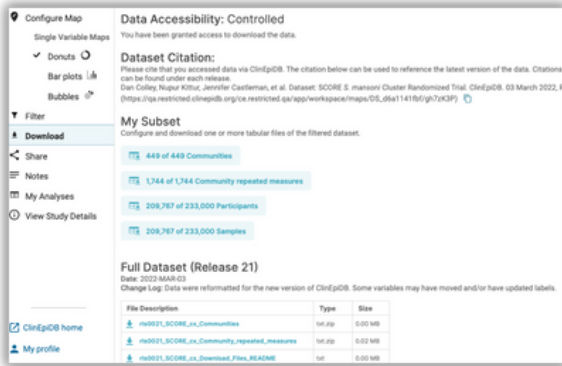 Configure Map
Single Variable Maps
Donuts
Bar plots
Bubbles
Filter
Download
Share
Notes
My Analyses
View Study Details
ClinEpiDB home
My profile
Data Accessibility: Controlled
You have been granted access to download the data.
Dataset Citation:
Please cite that you accessed data via ClinEpiDB. The citation below can be used to reference the latest version of the data. Citations
can be found under each release.
Dan Colley, Nupur Kittur, Jennifer Castleman, et al. Dataset: SCORE S. mansoni Cluster Randomized Trial. ClinEpiDB. 03 March 2022, R
My Subset
Configure and download one or more tabular files of the filtered dataset.
449 of 449 Communities
1,744 of 1,744 Community repeated measures
209,767 of 233,000 Participants
209,767 of 233,000 Samples
Full Dataset (Release 21)
Date: 2022-MAR-03
Change Log: Data were reformatted for the new version of ClinEpiDB. Some variables may have moved and/or have updated labels.
File Description Type Size
rls0021_SCORE_cx_Communities txt.zip 0.00 MB
rls0021_SCORE_cx_Community_repeated_measures txt.zip 0.02 MB
rls0021_SCORE_cx_Download_Files_README txt 0.00 MB